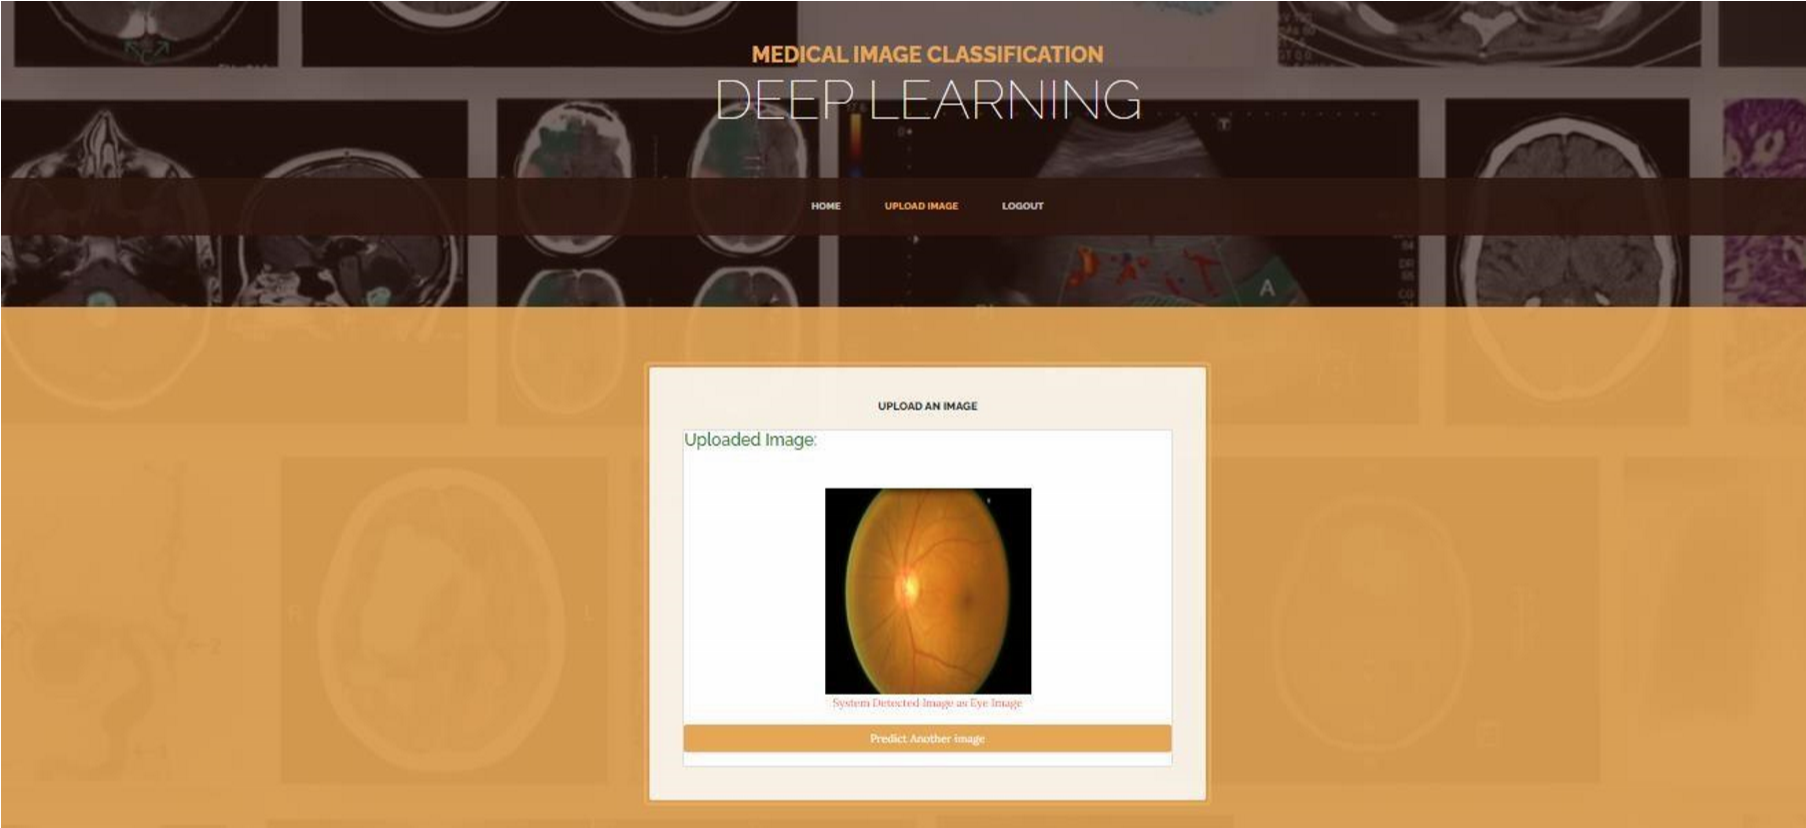 MEDICAL IMAGE CLASSIFICATION
DEEP LEARNING
HOME
UPLOAD IMAGE
LOGOUT
A
UPLOAD AN IMAGE
Uploaded Image:
R
L
System Detected Image as Eye Image
Predict Another image